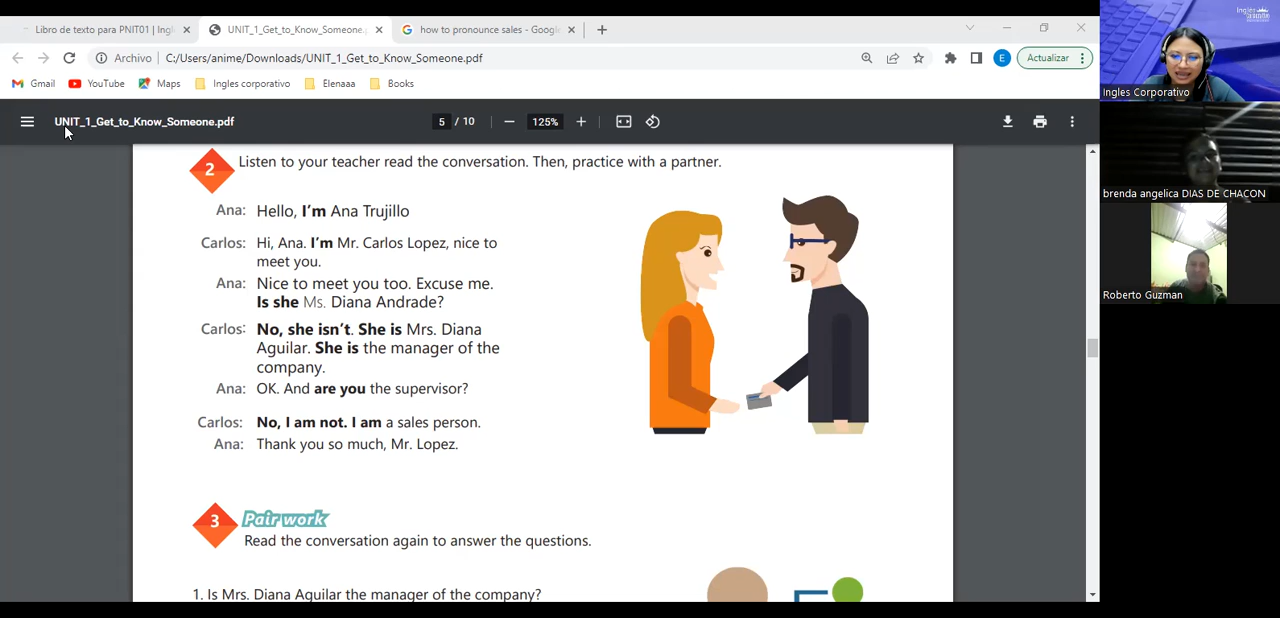 Libro de texto para PNIT01 | Ingl
UNIT_1_Get_to_Know_Someone.p
how to pronounce sales - Google
Archivo
C:/Users/anime/Downloads/UNIT_1_Get_to_Know_Someone.pdf
E
Actualizar
Gmail
YouTube
Maps
Ingles corporativo
Elenaaa
Books
UNIT_1_Get_to_Know_Someone.pdf
5 / 10
125%
2
Listen to your teacher read the conversation. Then, practice with a partner.
Ana: Hello, I'm Ana Trujillo
Carlos: Hi, Ana. I'm Mr. Carlos Lopez, nice to
meet you.
Ana: Nice to meet you too. Excuse me.
Is she Ms. Diana Andrade?
Carlos: No, she isn't. She is Mrs. Diana
Aguilar. She is the manager of the
company.
Ana: OK. And are you the supervisor?
Carlos: No, I am not. I am a sales person.
Ana: Thank you so much, Mr. Lopez.
3
Pair work
Read the conversation again to answer the questions.
1. Is Mrs. Diana Aguilar the manager of the company?
Ingles
Ingles Corporativo
brenda angelica DIAS DE CHACON
Roberto Guzman